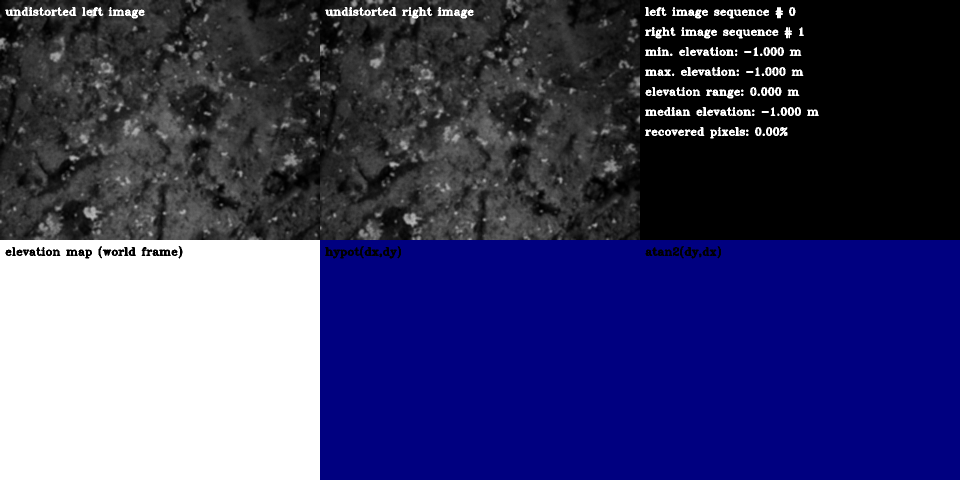 undistorted left image
undistorted right image
left image sequence # 0
right image sequence # 1
min. elevation: -1.000 m
max. elevation: -1.000 m
elevation range: 0.000 m
median elevation: -1.000 m
recovered pixels: 0.00%
elevation map (world frame)
hypot(dx,dy)
atan2(dy,dx)